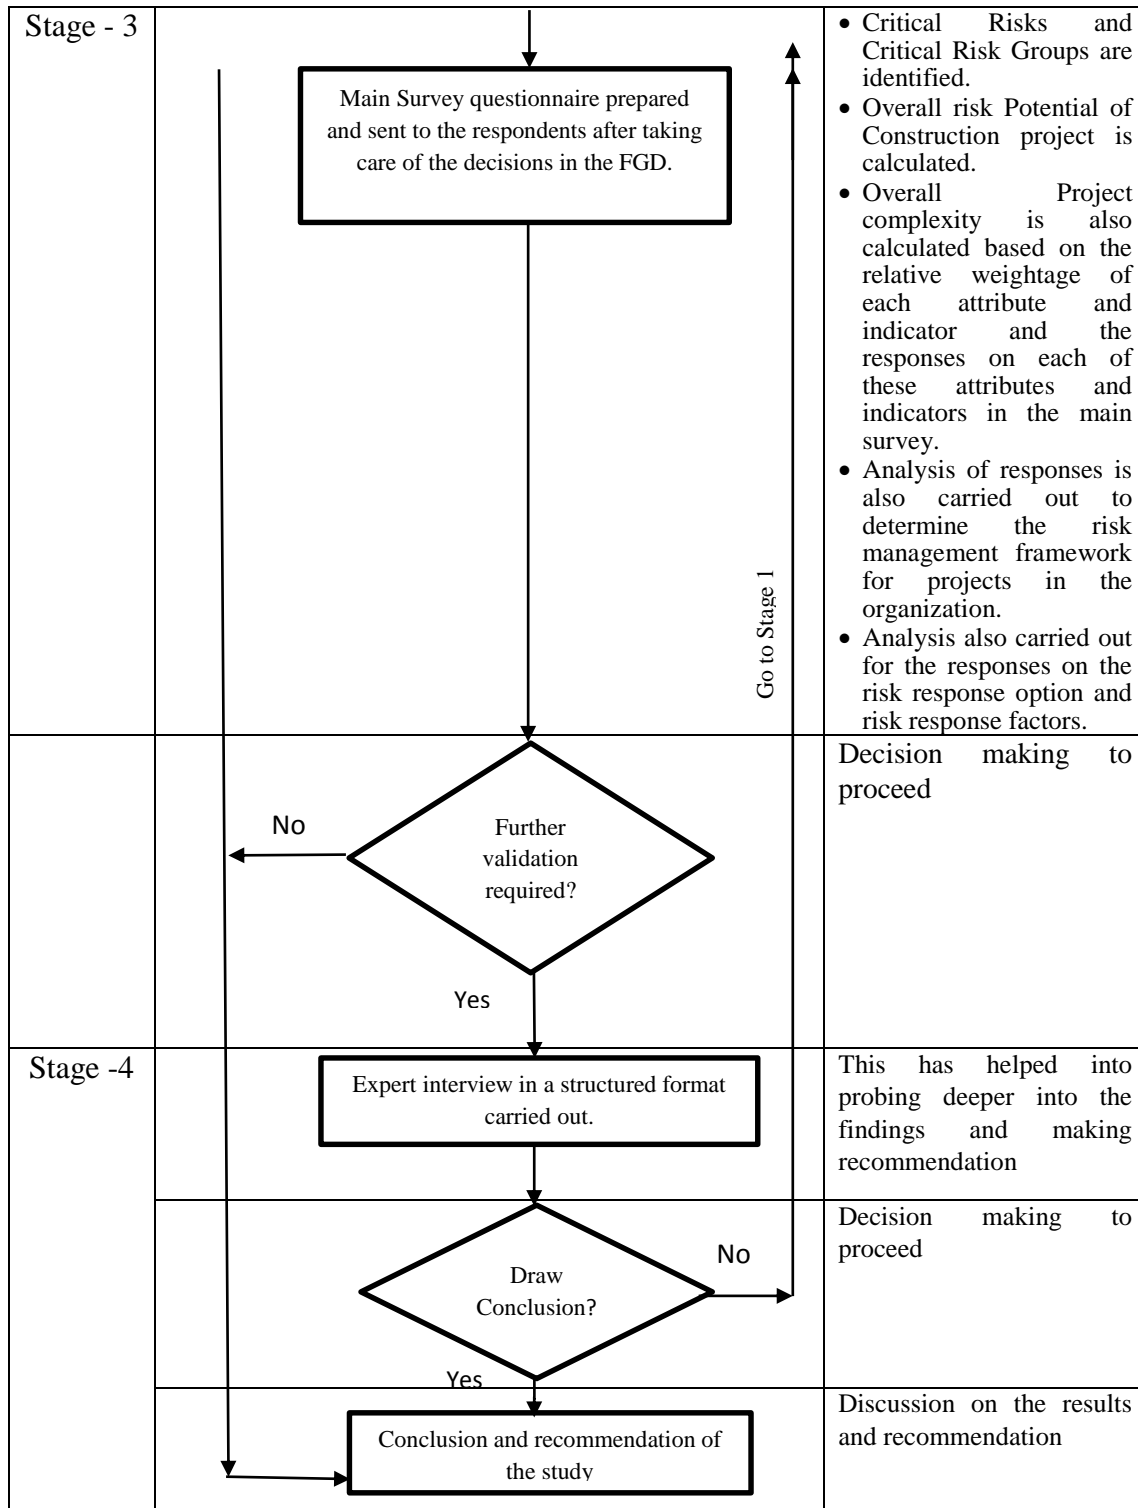 Stage - 3
Main Survey questionnaire prepared
and sent to the respondents after taking
care of the decisions in the FGD.
Go to Stage 1
• Critical Risks and
Critical Risk Groups are
identified.
• Overall risk Potential of
Construction project is
calculated.
• Overall Project
complexity is also
calculated based on the
relative weightage of
each attribute and
indicator and the
responses on each of
these attributes and
indicators in the main
survey.
• Analysis of responses is
also carried out to
determine the risk
management framework
for projects in the
organization.
• Analysis also carried out
for the responses on the
risk response option and
risk response factors.
No
Further
validation
required?
Yes
Decision making to
proceed
Stage -4
Expert interview in a structured format
carried out.
This has helped into
probing deeper into the
findings and making
recommendation
Draw
Conclusion?
No
Yes
Decision making to
proceed
Conclusion and recommendation of
the study
Discussion on the results
and recommendation